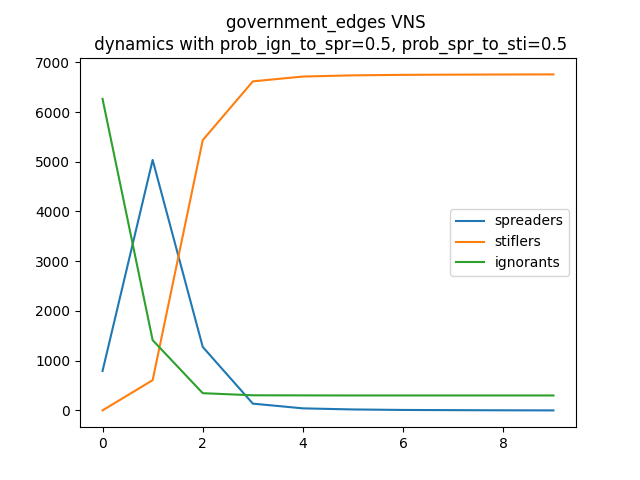 government_edges VNS
dynamics with prob_ign_to_spr=0.5, prob_spr_to_sti=0.5
7000
6000
5000
4000
3000
2000
1000
0
spreaders
stiflers
ignorants
0 2 4 6 8